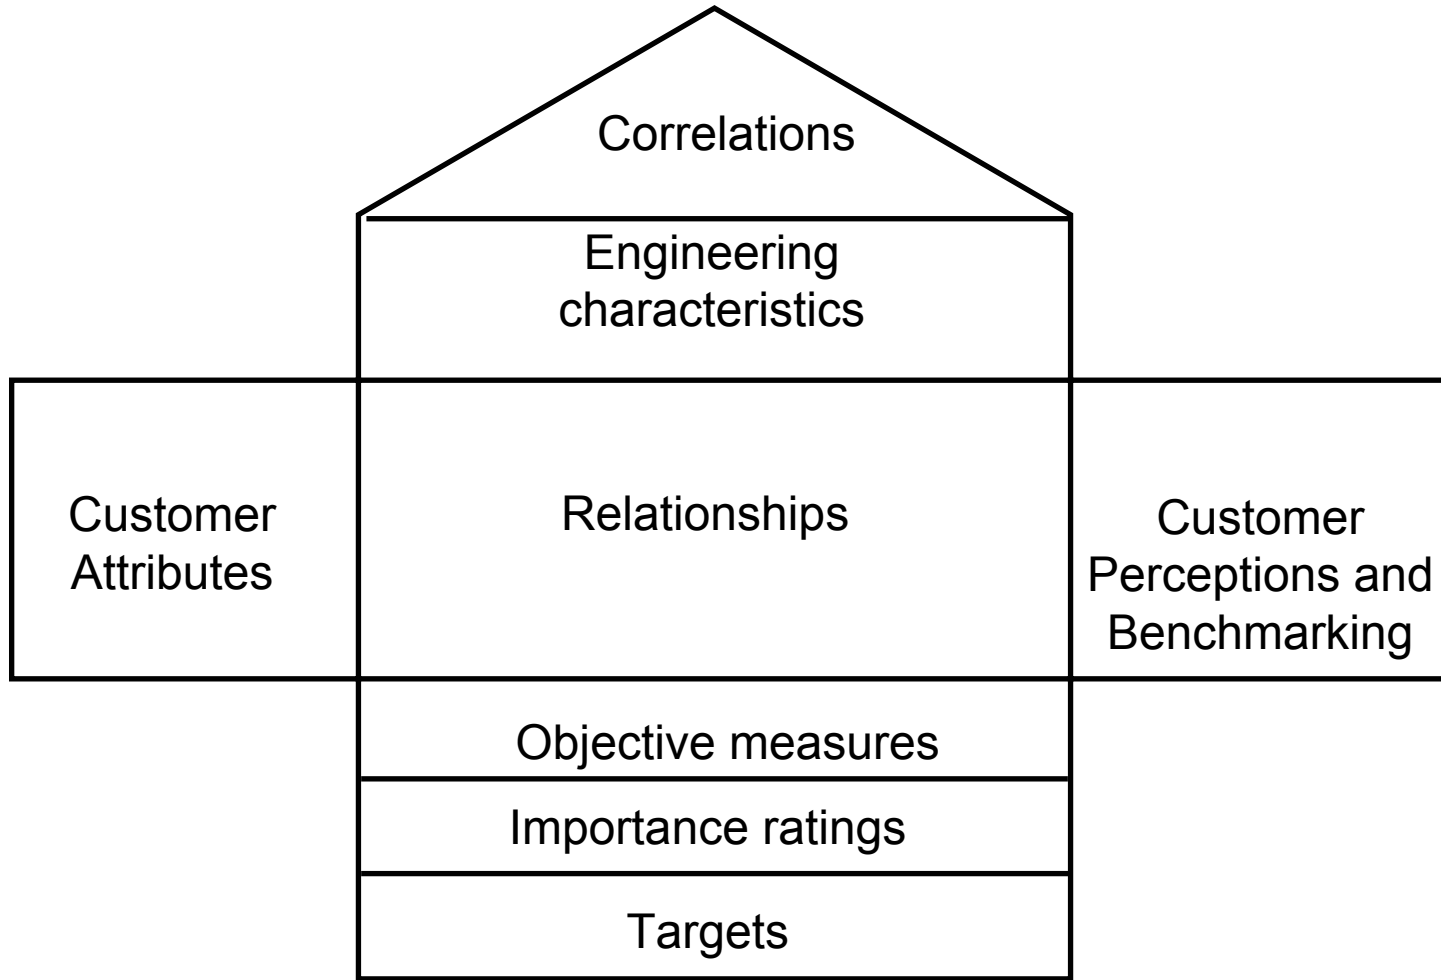 Correlations
Engineering
characteristics
Customer
Attributes
Relationships
Customer
Perceptions and
Benchmarking
Objective measures
Importance ratings
Targets